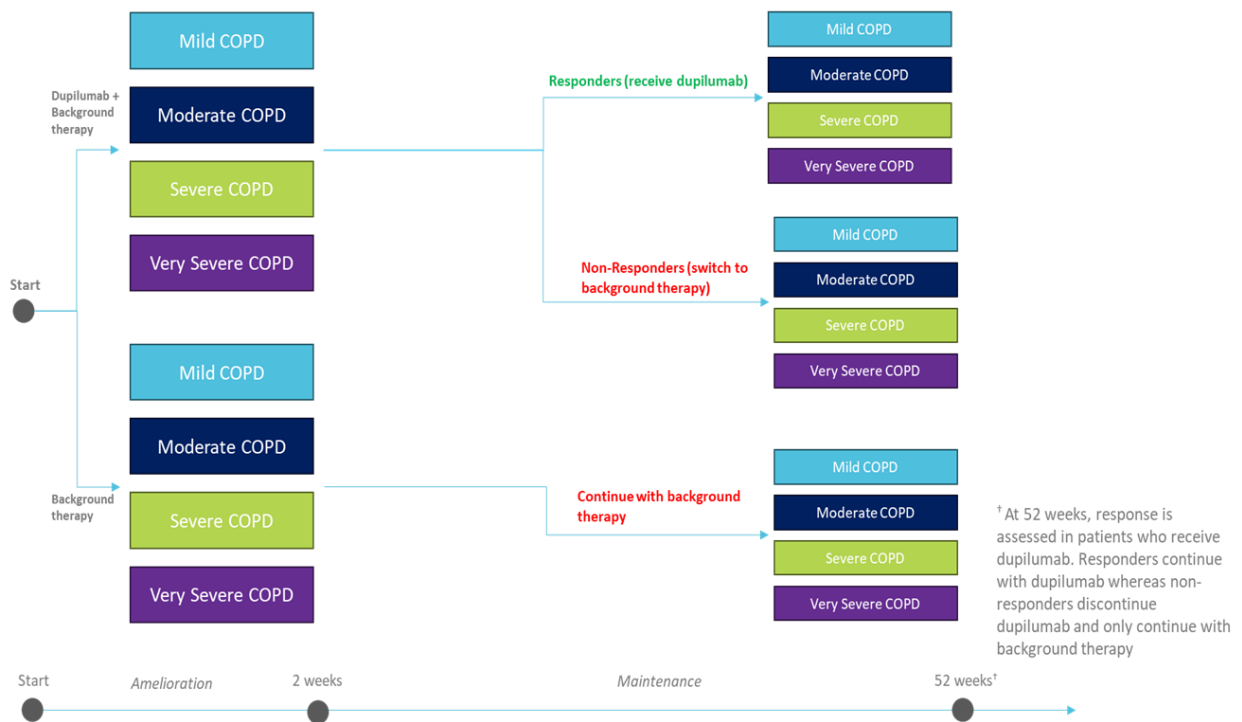 Mild COPD
Dupilumab +
Background
therapy
Moderate COPD
Severe COPD
Very Severe COPD
Start
Mild COPD
Moderate COPD
Background
therapy
Severe COPD
Very Severe COPD
Responders (receive dupilumab)
Mild COPD
Moderate COPD
Severe COPD
Very Severe COPD
Non-Responders (switch to
background therapy)
Mild COPD
Moderate COPD
Severe COPD
Very Severe COPD
Continue with background
therapy
Mild COPD
Moderate COPD
Severe COPD
Very Severe COPD
† At 52 weeks, response is
assessed in patients who receive
dupilumab. Responders continue
with dupilumab whereas non-
responders discontinue
dupilumab and only continue with
background therapy
Start
Amelioration
2 weeks
Maintenance
52 weeks†